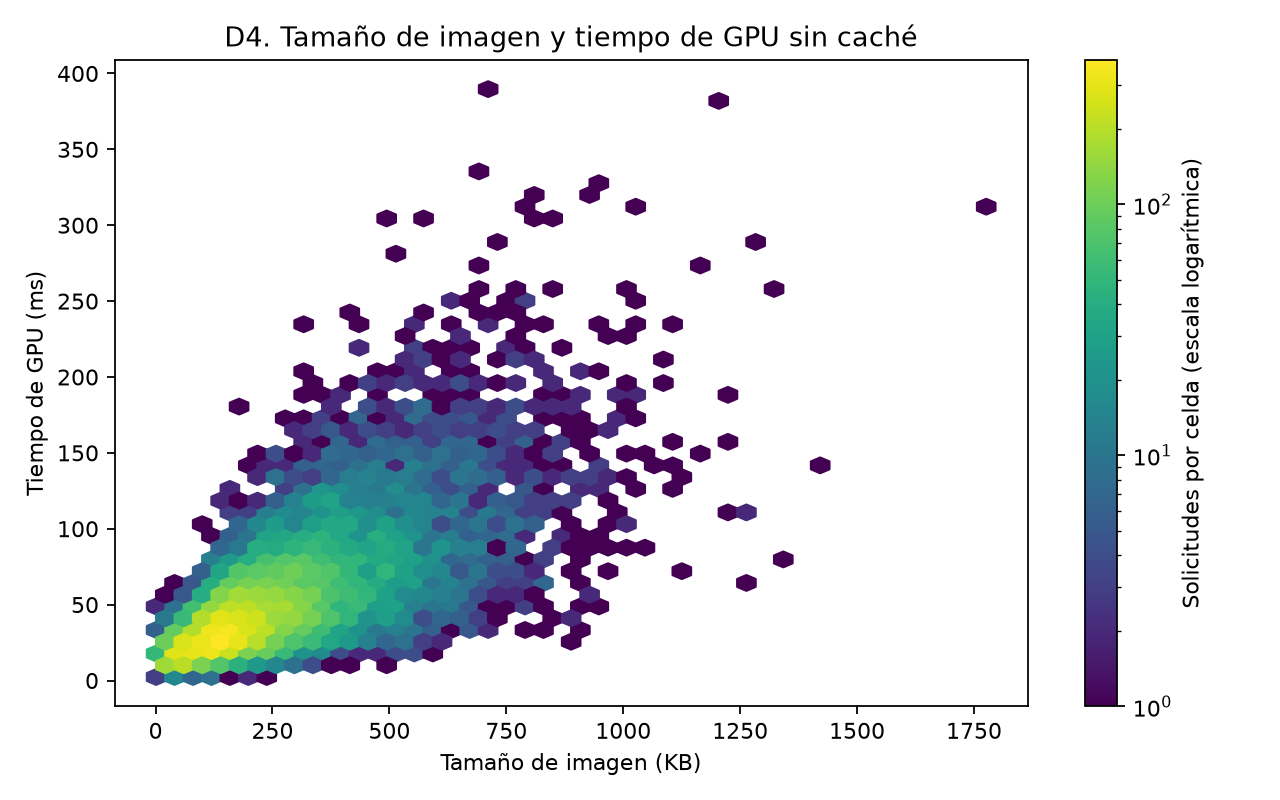 D4. Tamaño de imagen y tiempo de GPU sin caché
Tiempo de GPU (ms)
400
350
300
250
200
150
100
50
0
0 250 500 750 1000 1250 1500 1750
Tamaño de imagen (KB)
10²
10¹
10⁰
Solicitudes por celda (escala logarítmica)